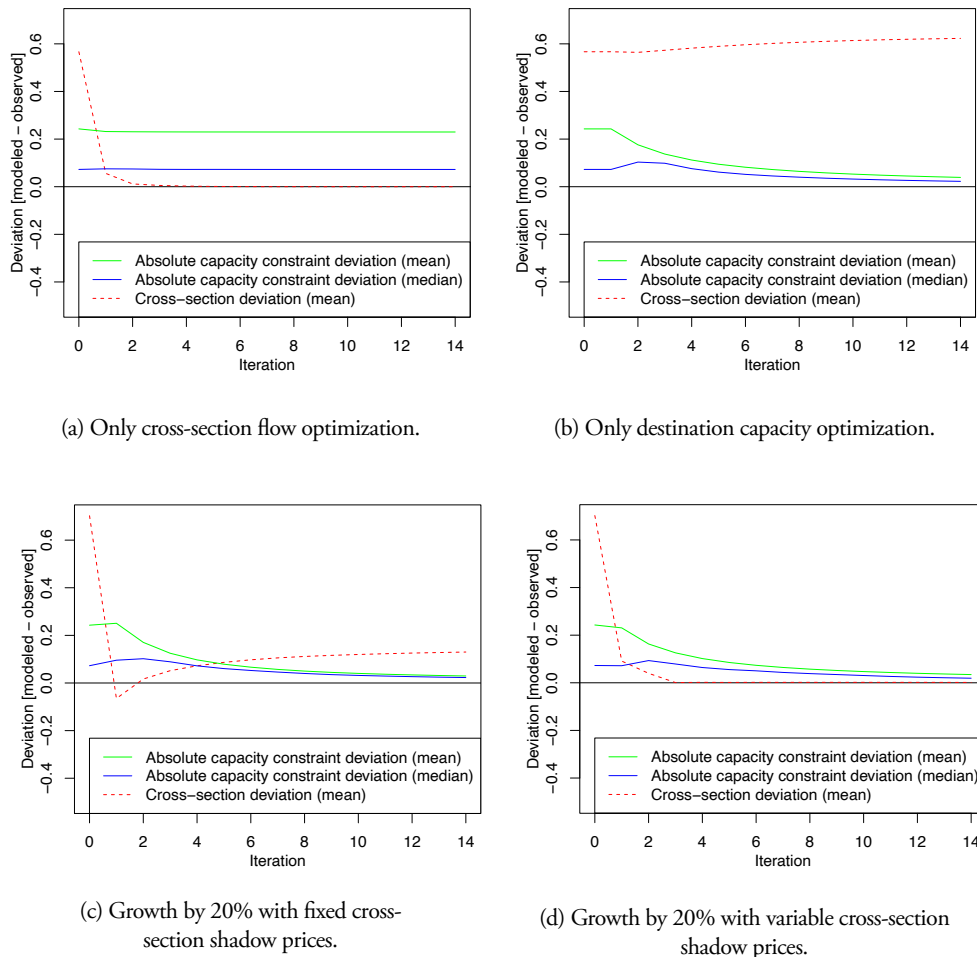 Deviation [modeled − observed]
0.6
0.4
0.2
0.0
−0.2
−0.4
Absolute capacity constraint deviation (mean)
Absolute capacity constraint deviation (median)
Cross−section deviation (mean)
0 2 4 6 8 10 12 14
Iteration
(a) Only cross-section flow optimization.
Deviation [modeled − observed]
0.6
0.4
0.2
0.0
−0.2
−0.4
Absolute capacity constraint deviation (mean)
Absolute capacity constraint deviation (median)
Cross−section deviation (mean)
0 2 4 6 8 10 12 14
Iteration
(b) Only destination capacity optimization.
Deviation [modeled − observed]
0.6
0.4
0.2
0.0
−0.2
−0.4
Absolute capacity constraint deviation (mean)
Absolute capacity constraint deviation (median)
Cross−section deviation (mean)
0 2 4 6 8 10 12 14
Iteration
(c) Growth by 20% with fixed cross-
section shadow prices.
Deviation [modeled − observed]
0.6
0.4
0.2
0.0
−0.2
−0.4
Absolute capacity constraint deviation (mean)
Absolute capacity constraint deviation (median)
Cross−section deviation (mean)
0 2 4 6 8 10 12 14
Iteration
(d) Growth by 20% with variable cross-section
shadow prices.